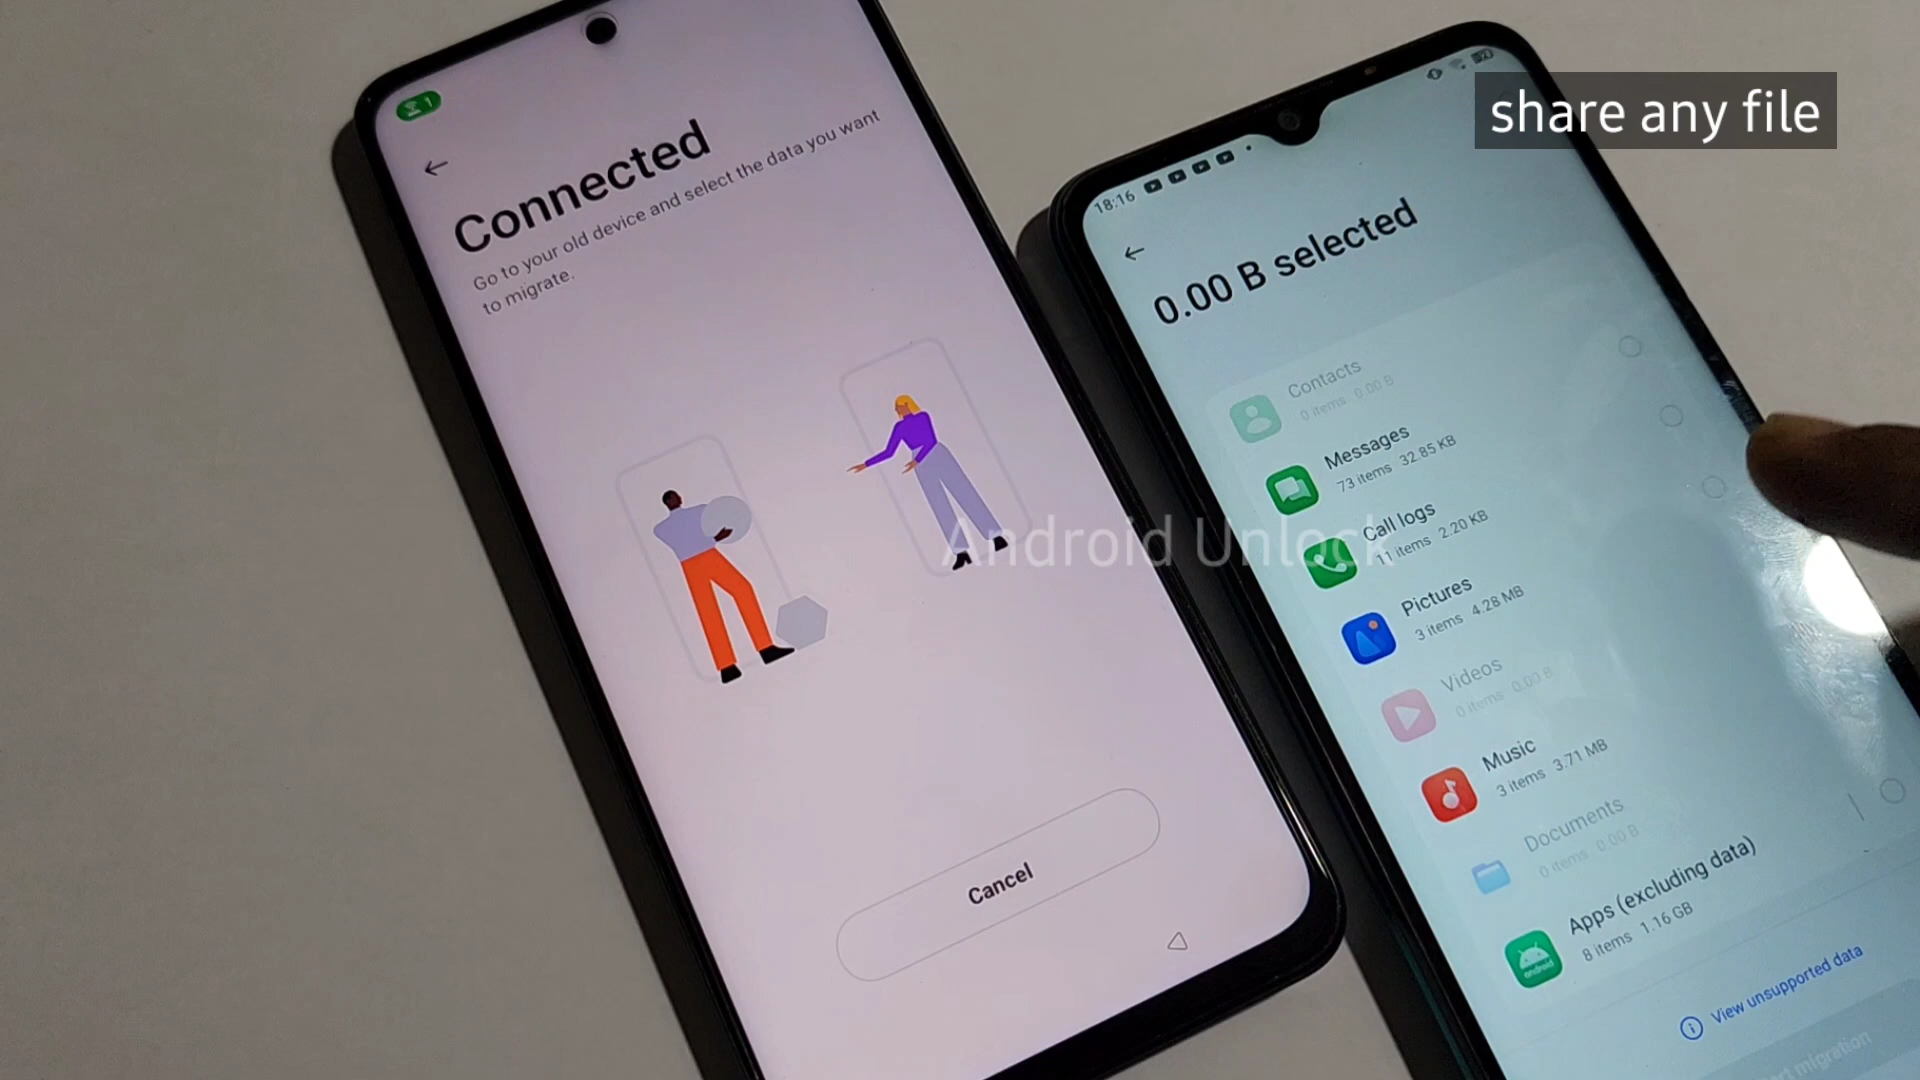 share any file
1
Connected
Go to your old device and select the data you want
to migrate.
Cancel
18:16
0.00 B selected
Contacts
0 items 0.00 B
Messages
73 items 32.85 KB
Call logs
11 items 2.20 KB
Pictures
3 items 4.28 MB
Videos
0 items 0.00 B
Music
3 items 3.71 MB
Documents
0 items 0.00 B
Apps (excluding data)
8 items 1.16 GB
android
View unsupported data
migration
Android Unlock